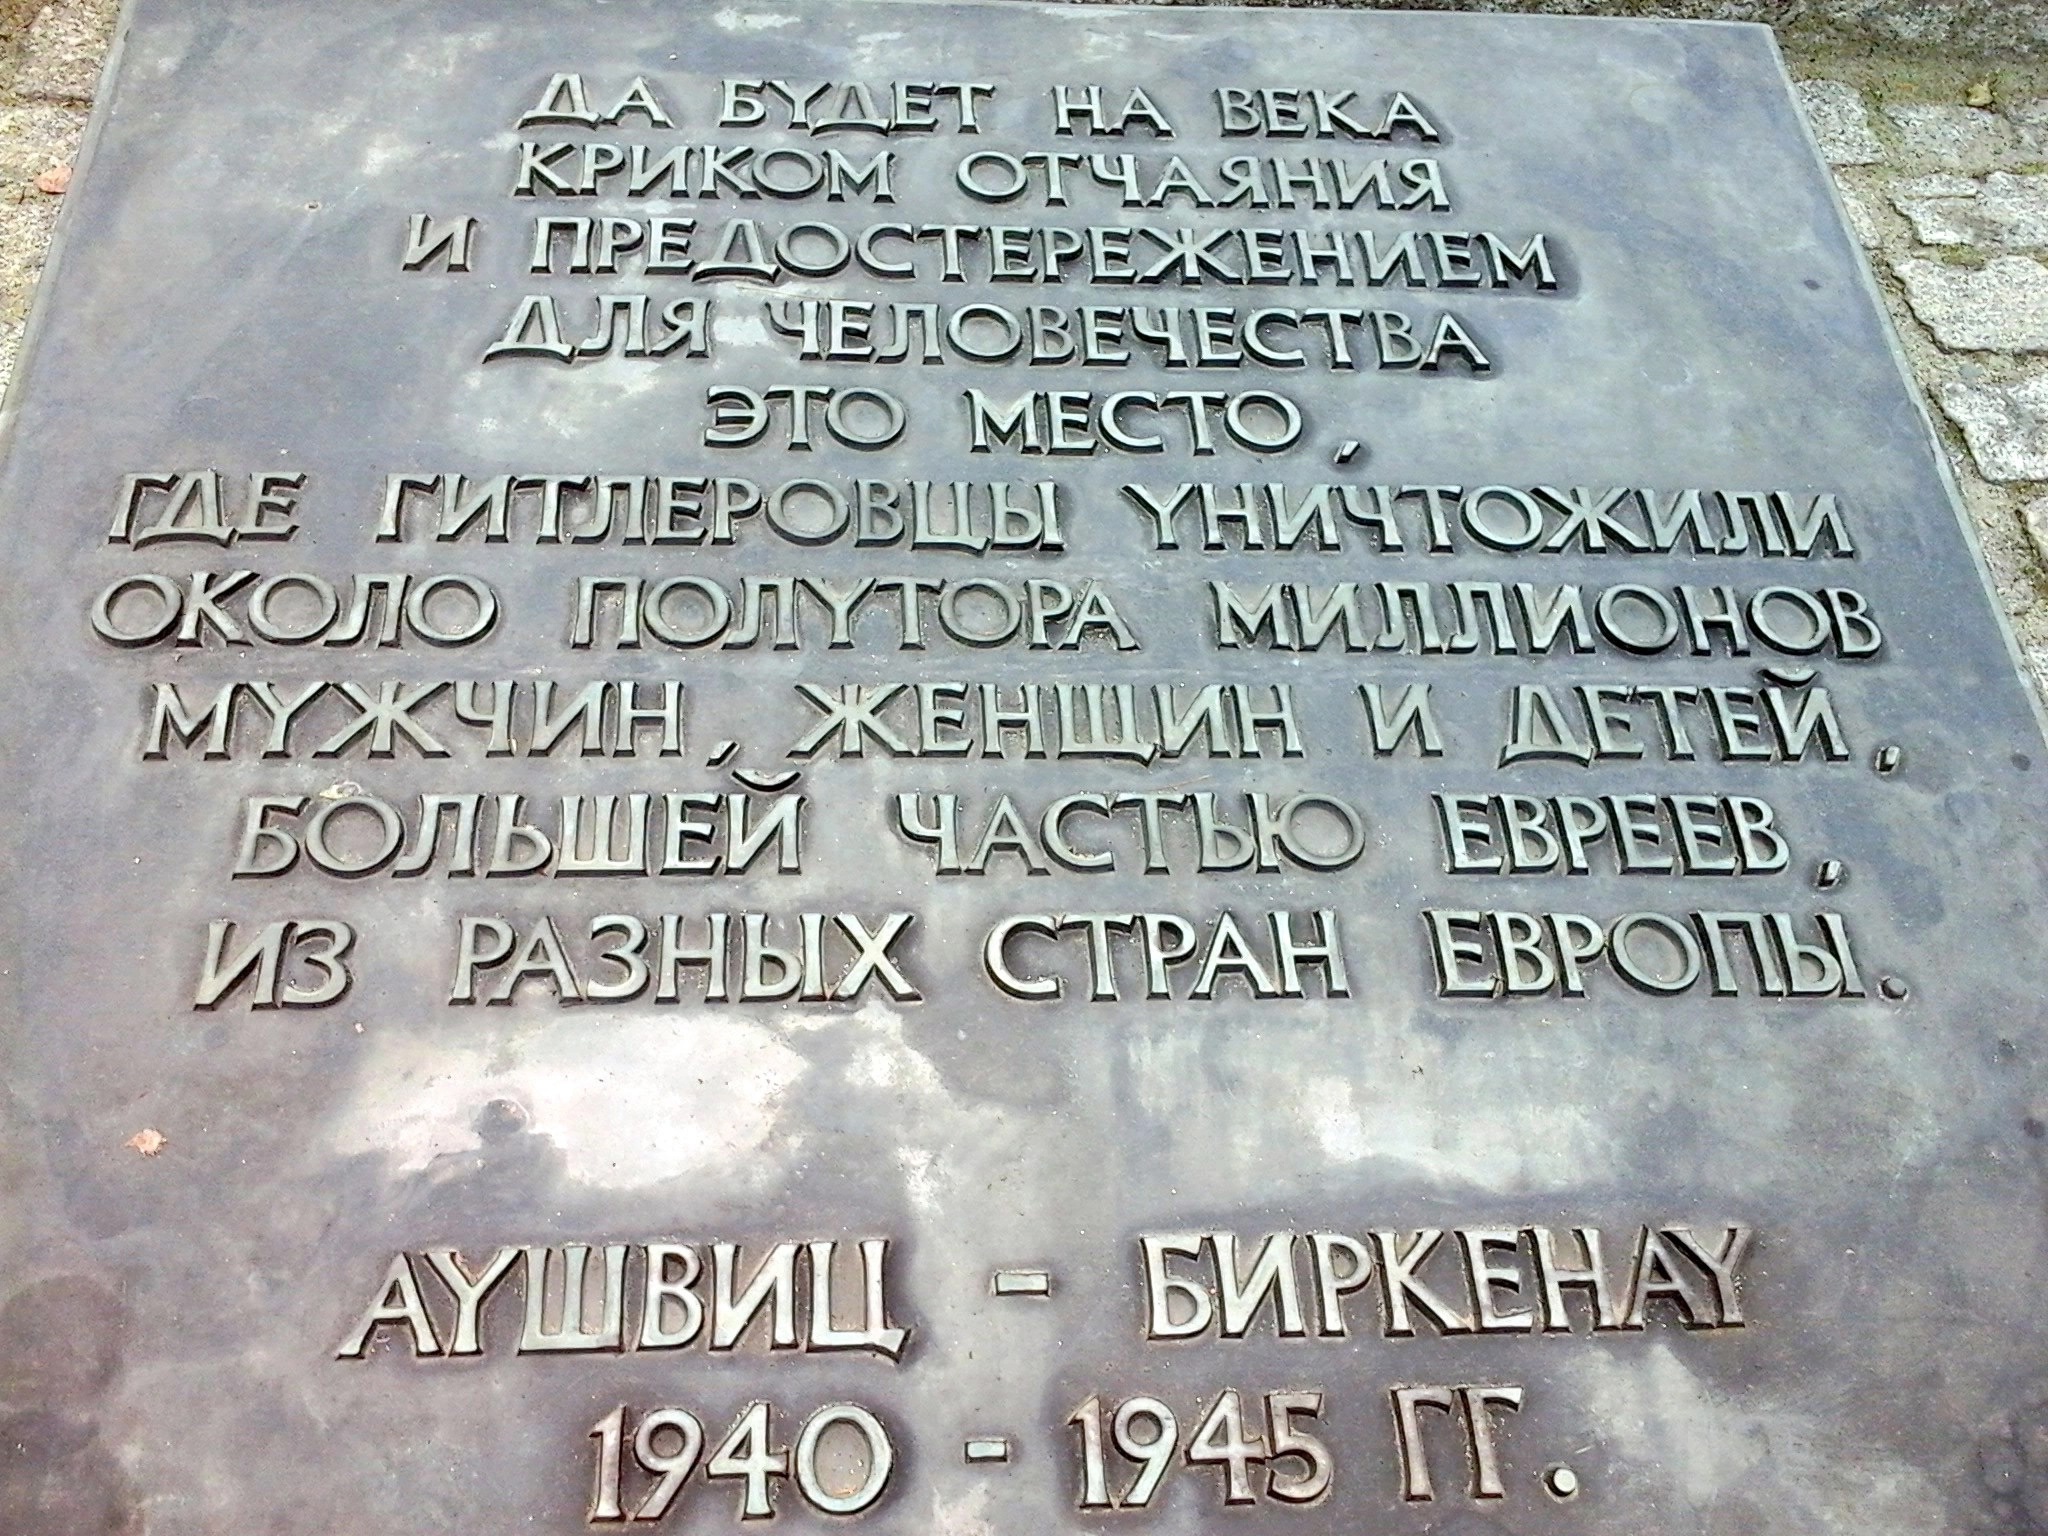 ДА БУДЕТ НА ВЕКА
КРИКОМ ОТЧАЯНИЯ
И ПРЕДОСТЕРЕЖЕНИЕМ
ДЛЯ ЧЕЛОВЕЧЕСТВА
ЭТО МЕСТО,
ГДЕ ГИТЛЕРОВЦЫ УНИЧТОЖИЛИ
ОКОЛО ПОЛУТОРА МИЛЛИОНОВ
МУЖЧИН, ЖЕНЩИН И ДЕТЕЙ,
БОЛЬШЕЙ ЧАСТЬЮ ЕВРЕЕВ,
ИЗ РАЗНЫХ СТРАН ЕВРОПЫ.
АУШВИЦ - БИРКЕНАУ
1940 - 1945 ГГ.